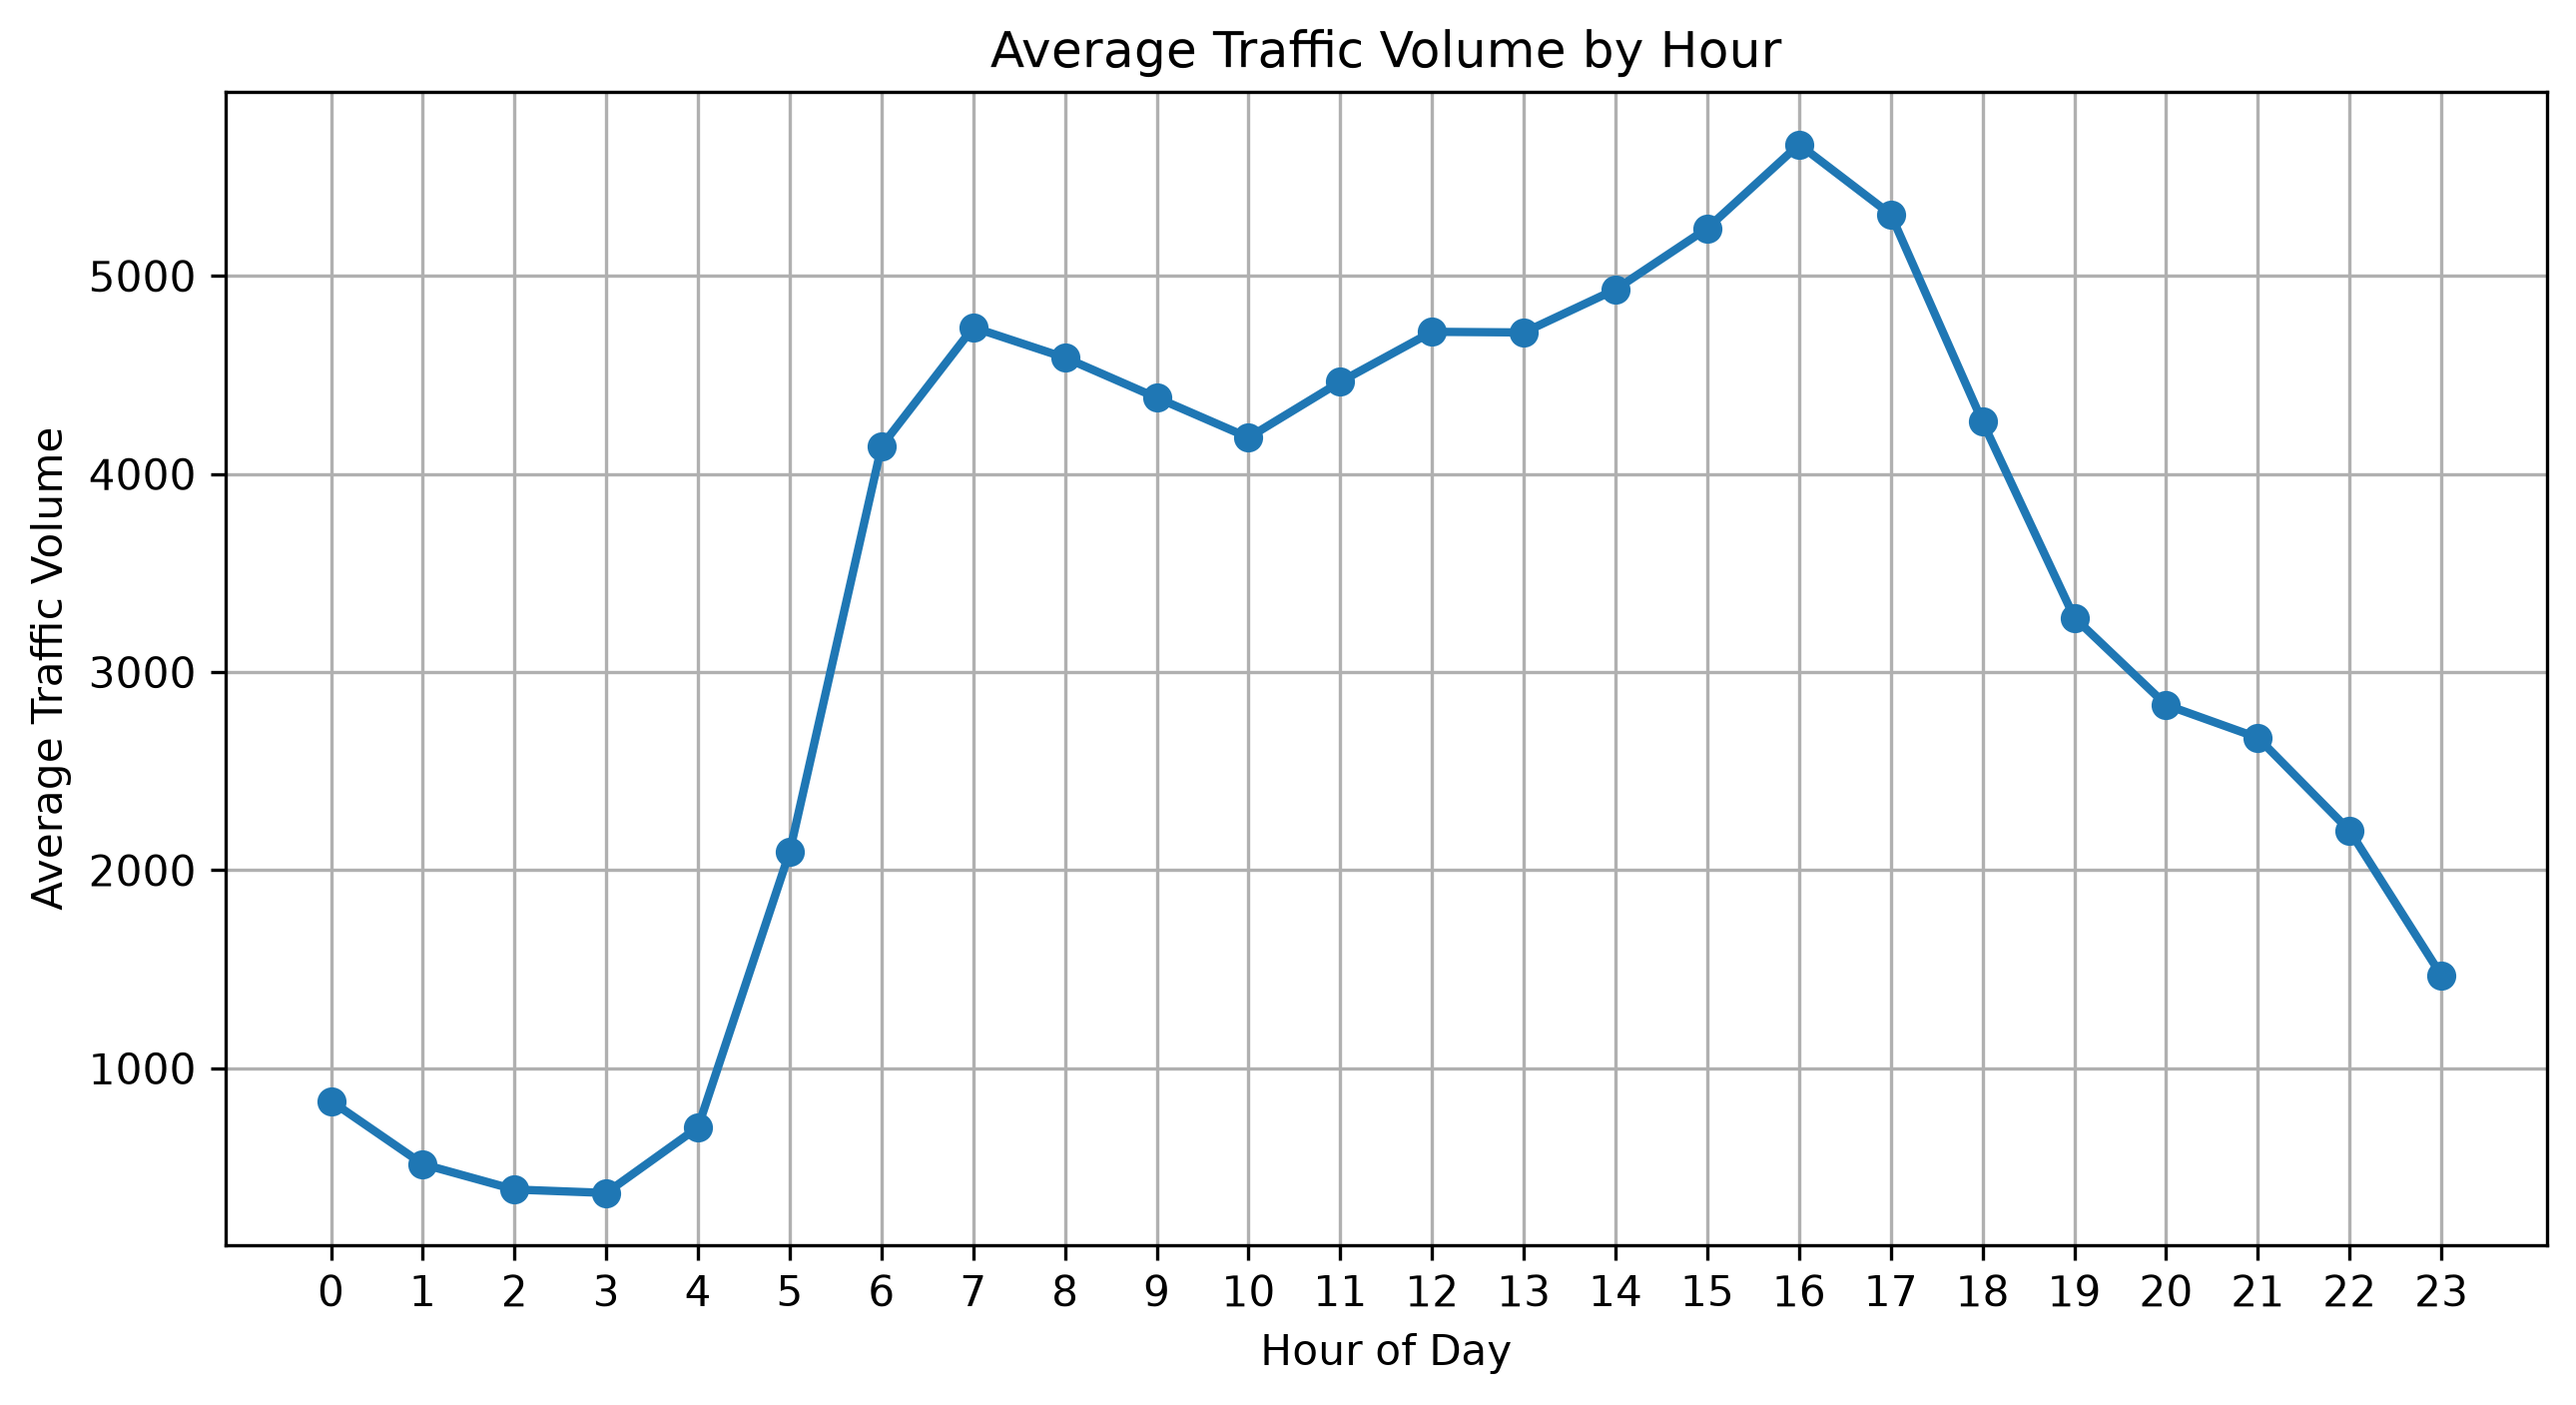 Average Traffic Volume by Hour
Average Traffic Volume
5000
4000
3000
2000
1000
0 1 2 3 4 5 6 7 8 9 10 11 12 13 14 15 16 17 18 19 20 21 22 23
Hour of Day